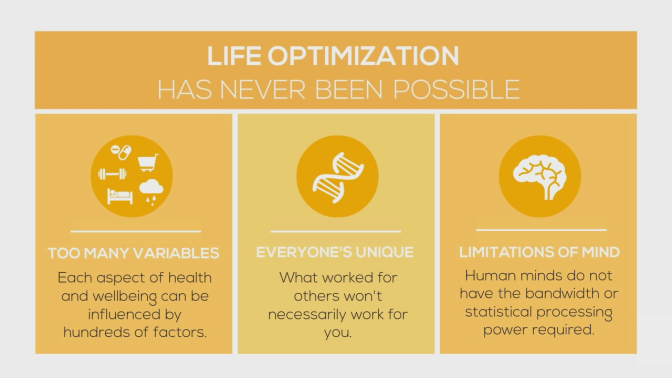 LIFE OPTIMIZATION
HAS NEVER BEEN POSSIBLE
TOO MANY VARIABLES
Each aspect of health
and wellbeing can be
influenced by
hundreds of factors.
EVERYONE'S UNIQUE
What worked for
others won't
necessarily work for
you.
LIMITATIONS OF MIND
Human minds do not
have the bandwidth or
statistical processing
power required.